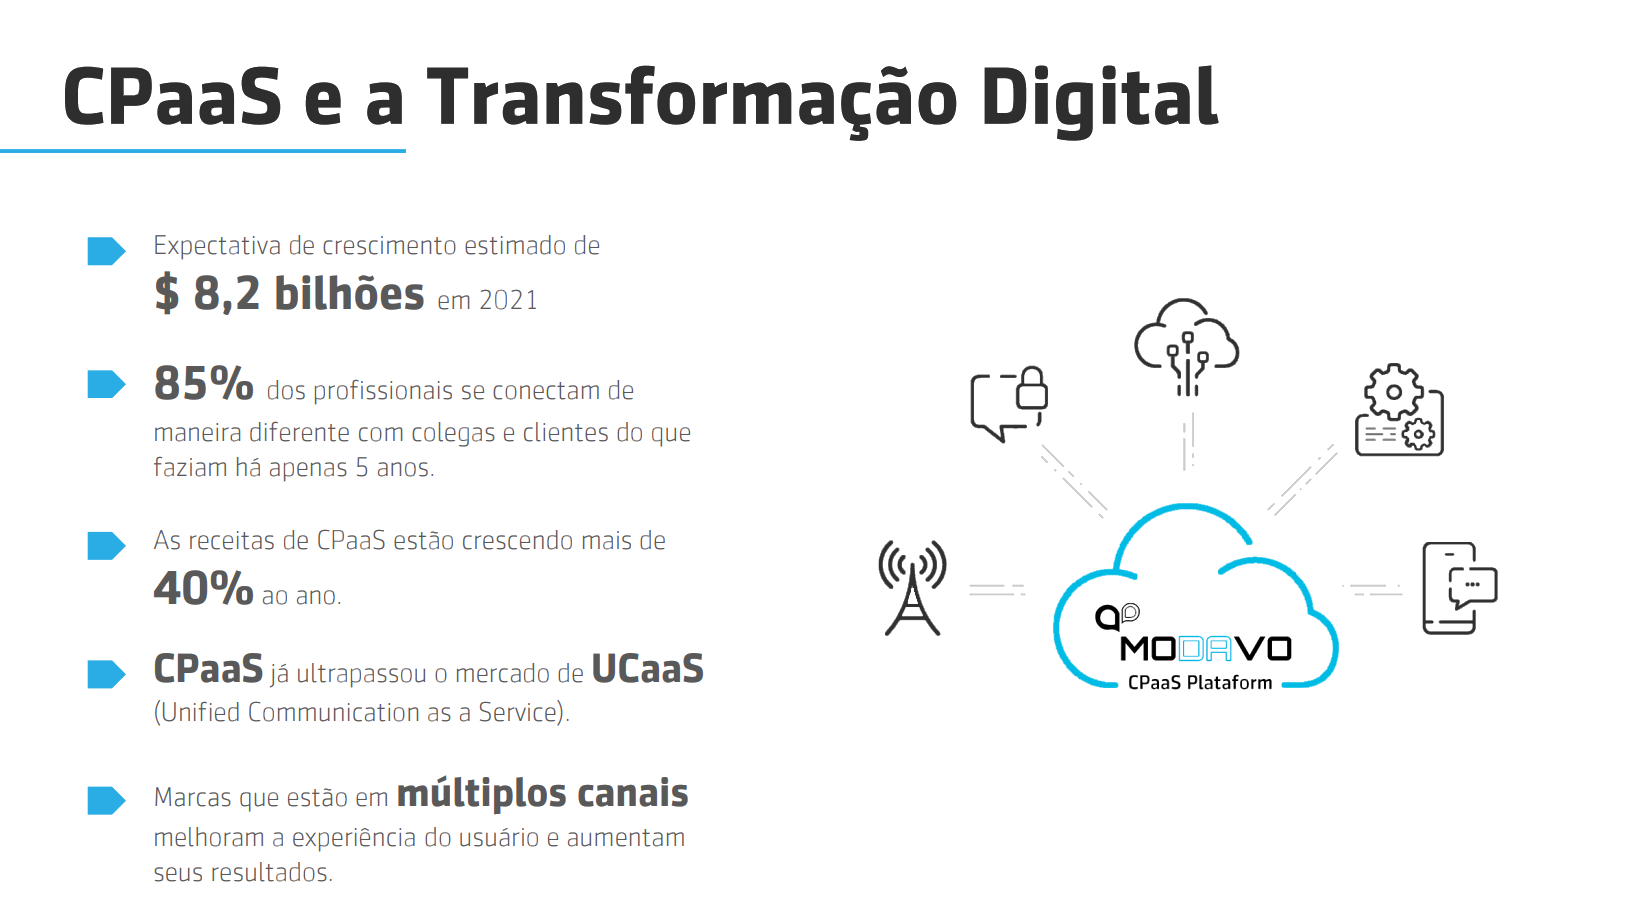 CPaaS e a Transformação Digital
Expectativa de crescimento estimado de
$ 8,2 bilhões em 2021
85% dos profissionais se conectam de
maneira diferente com colegas e clientes do que
faziam há apenas 5 anos.
As receitas de CPaaS estão crescendo mais de
40% ao ano.
CPaaS já ultrapassou o mercado de UCaaS
(Unified Communication as a Service).
Marcas que estão em múltiplos canais
melhoram a experiência do usuário e aumentam
seus resultados.
MODAVO
CPaaS Plataform